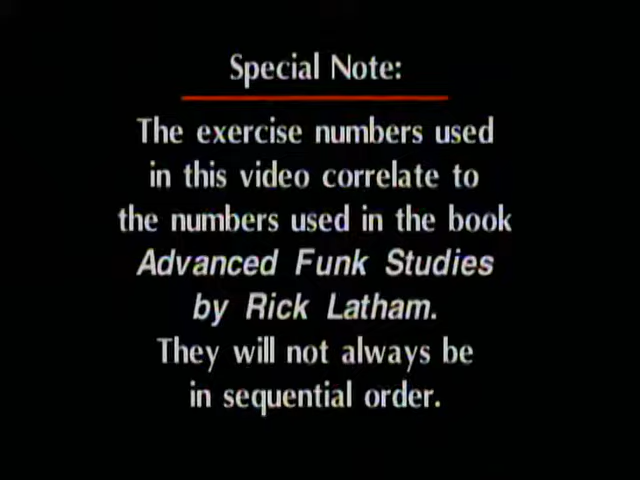 Special Note:
The exercise numbers used
in this video correlate to
the numbers used in the book
Advanced Funk Studies
by Rick Latham.
They will not always be
in sequential order.